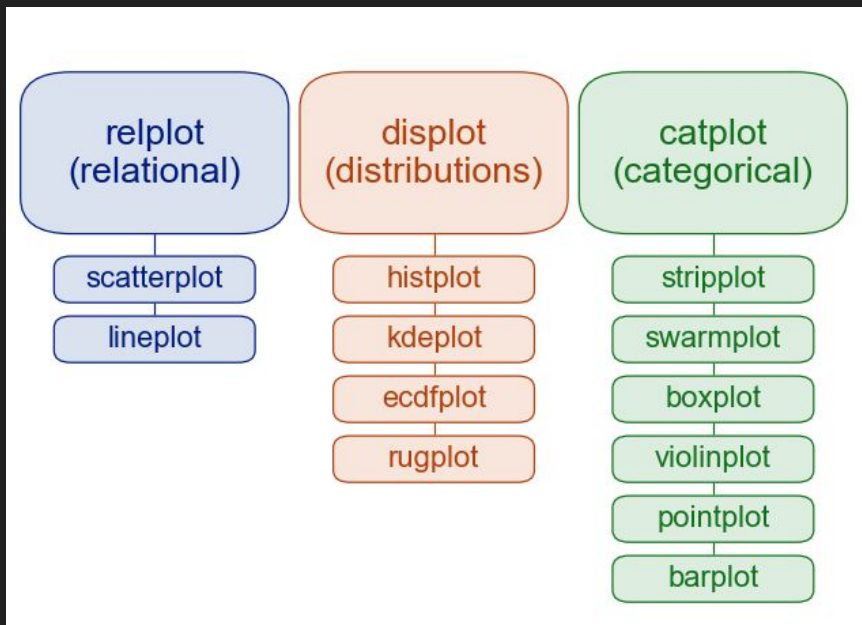 relplot
(relational)
scatterplot
lineplot
displot
(distributions)
histplot
kdeplot
ecdfplot
rugplot
catplot
(categorical)
stripplot
swarmplot
boxplot
violinplot
pointplot
barplot